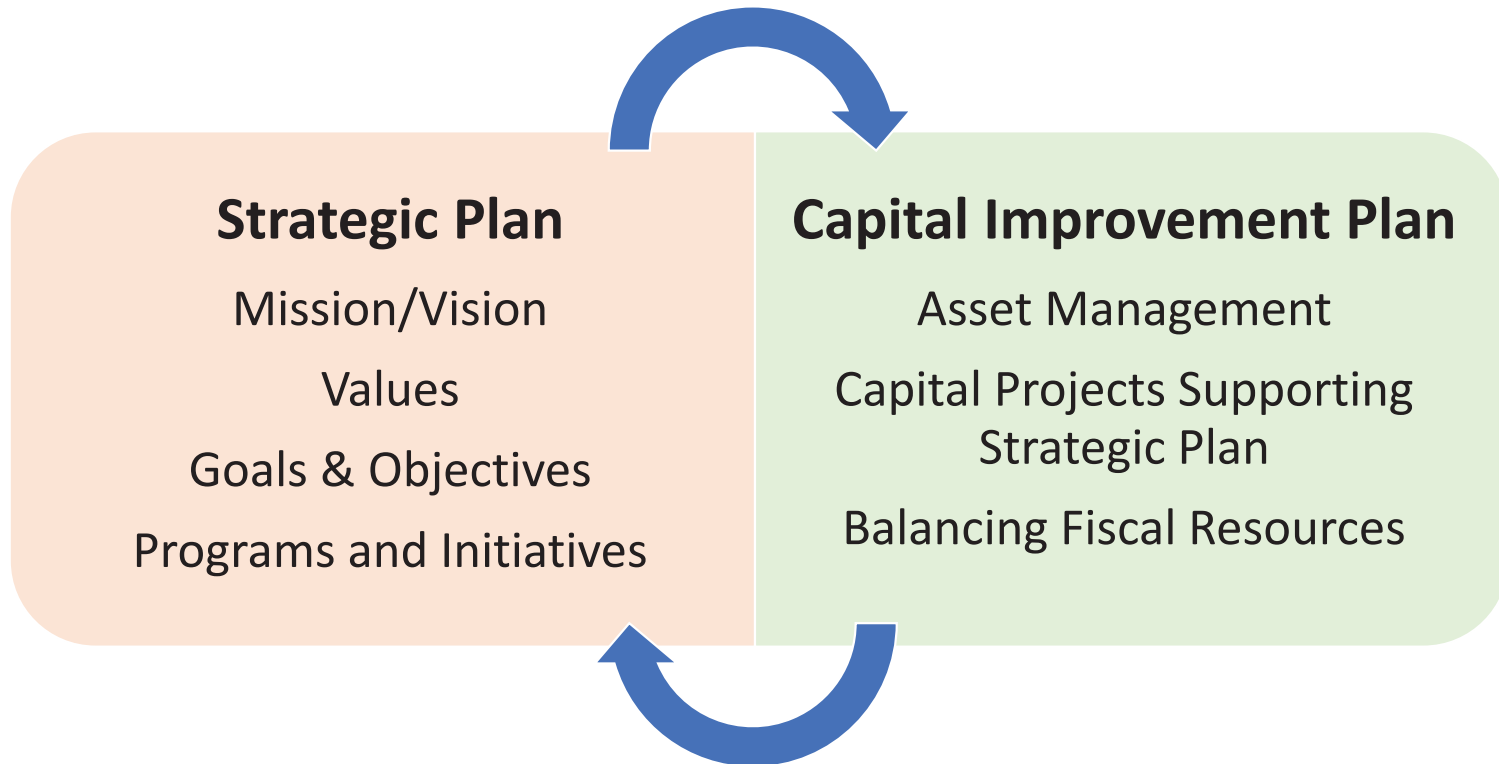 Strategic Plan
Mission/Vision
Values
Goals & Objectives
Programs and Initiatives
Capital Improvement Plan
Asset Management
Capital Projects Supporting
Strategic Plan
Balancing Fiscal Resources